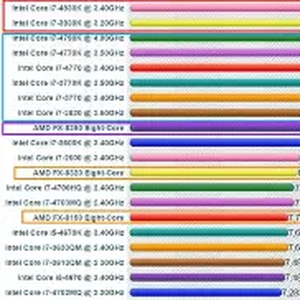 Intel Core i7-4930K @ 3.40GHz
Intel Core i7-3930K @ 3.20GHz
Intel Core i7-4790K @ 4.00GHz
Intel Core i7-4770K @ 3.50GHz
Intel Core i7-4770 @ 3.40GHz
Intel Core i7-3770K @ 3.50GHz
Intel Core i7-3770 @ 3.40GHz
Intel Core i7-3820 @ 3.60GHz
AMD FX-8350 Eight-Core
Intel Core i7-2600K @ 3.40GHz
Intel Core i7-2600 @ 3.40GHz
AMD FX-8320 Eight-Core
Intel Core i7-4700HQ @ 2.40GHz
Intel Core i7-4700MQ @ 2.40GHz
AMD FX-8150 Eight-Core
Intel Core i5-4670K @ 3.40GHz
Intel Core i7-3630QM @ 2.40GHz
Intel Core i7-3610QM @ 2.30GHz
Intel Core i5-4670 @ 3.40GHz
Intel Core i7-4702MQ @ 2.20GHz